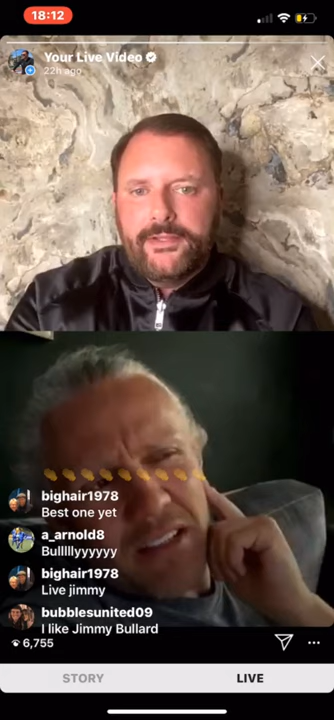 18:12
Your Live Video
22h ago
bighair1978
Best one yet
a_arnold8
Bulllllyyyyyy
bighair1978
Live jimmy
bubblesunited09
I like Jimmy Bullard
6,755
STORY
LIVE